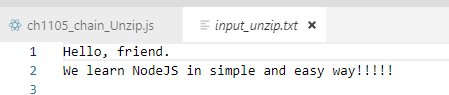 ch1105_chain_Unzip.js input_unzip.txt
1 Hello, friend.
2 We learn NodeJS in simple and easy way!!!!!
3